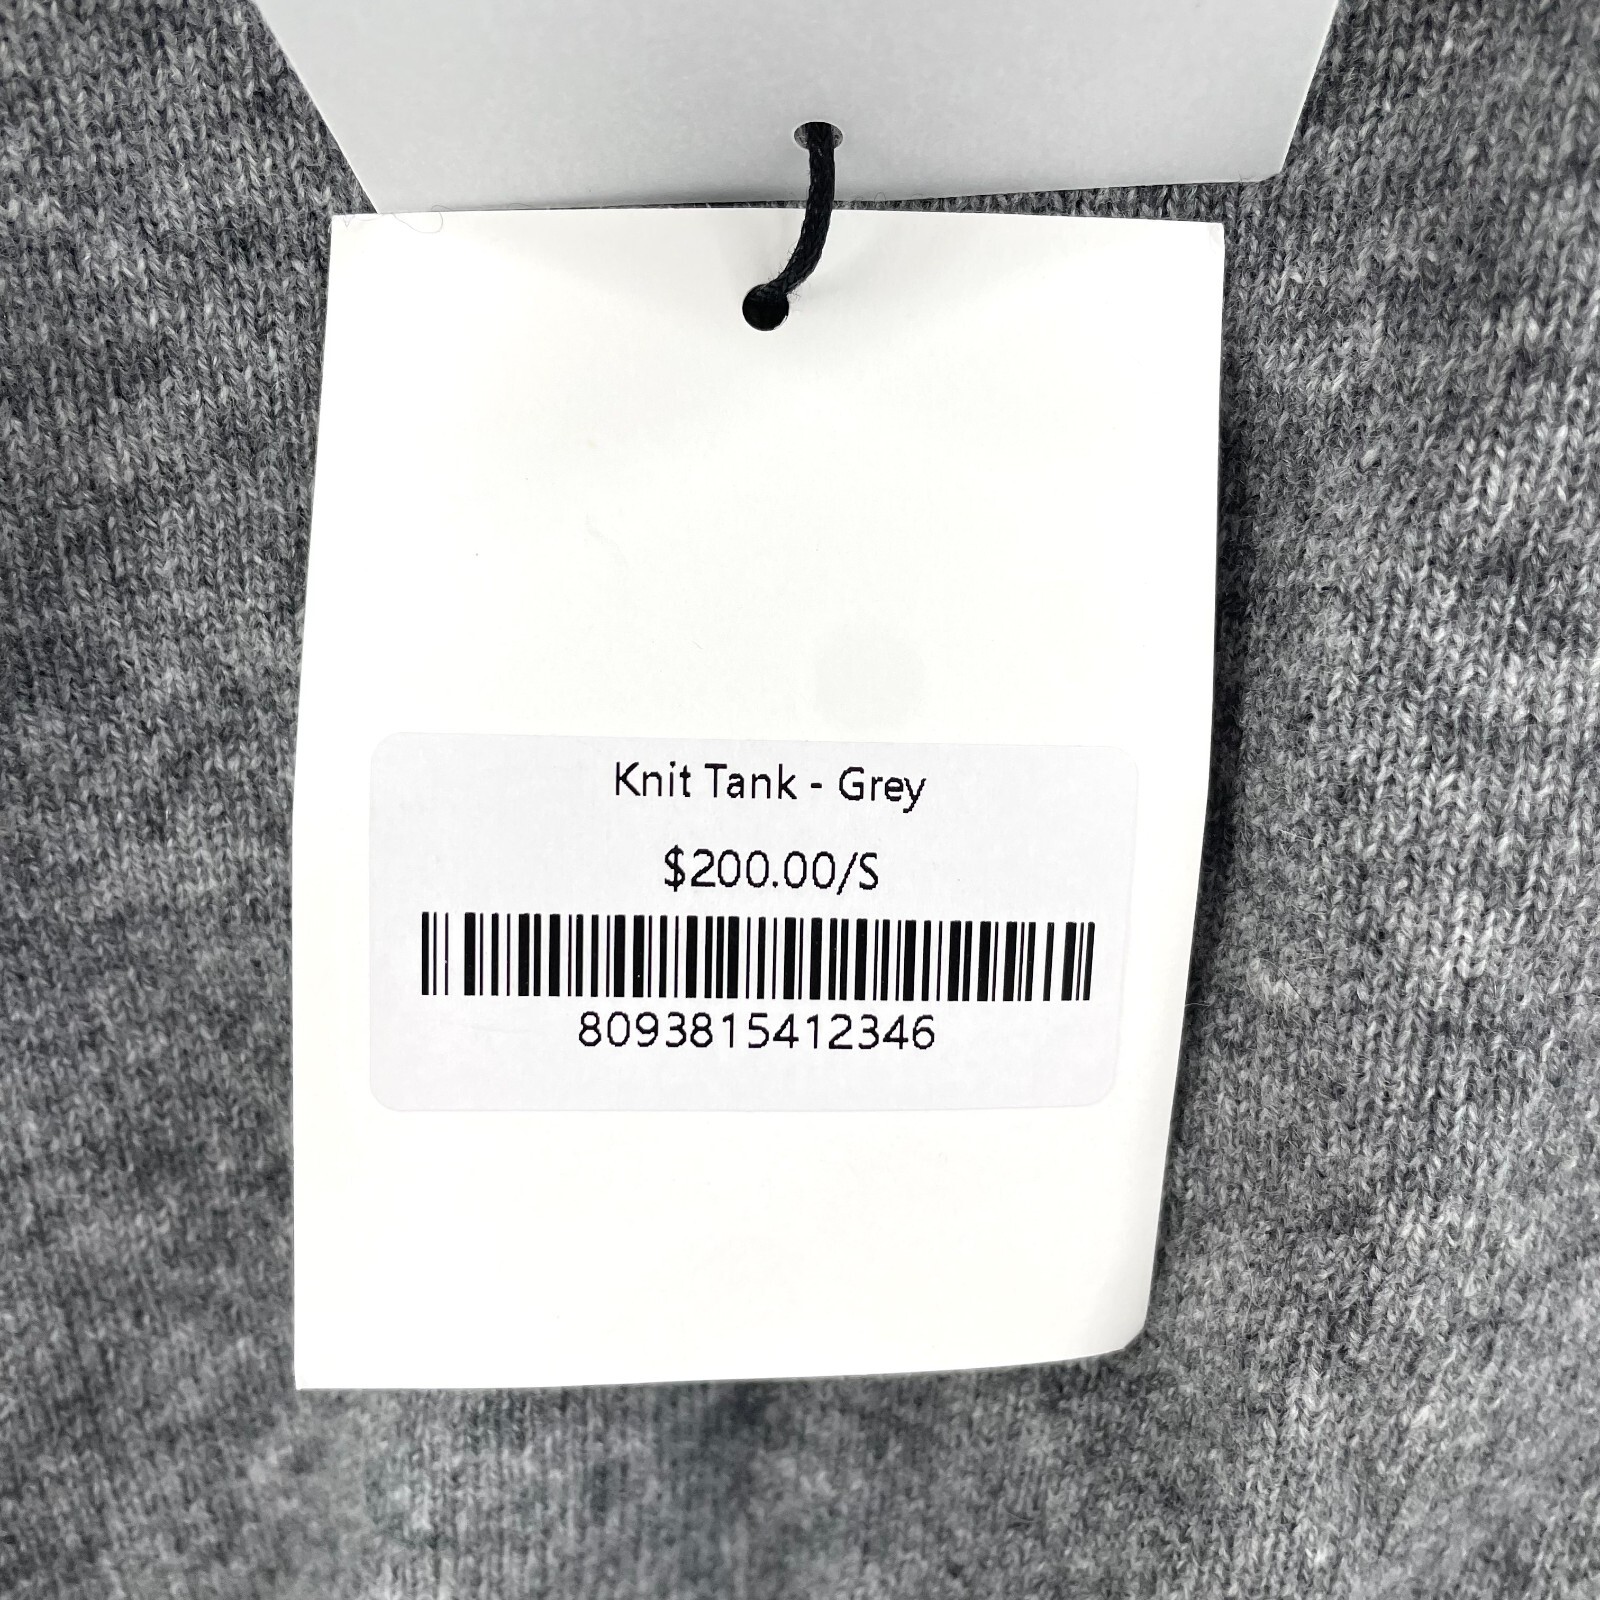 Knit Tank - Grey
$200.00/S
8093815412346